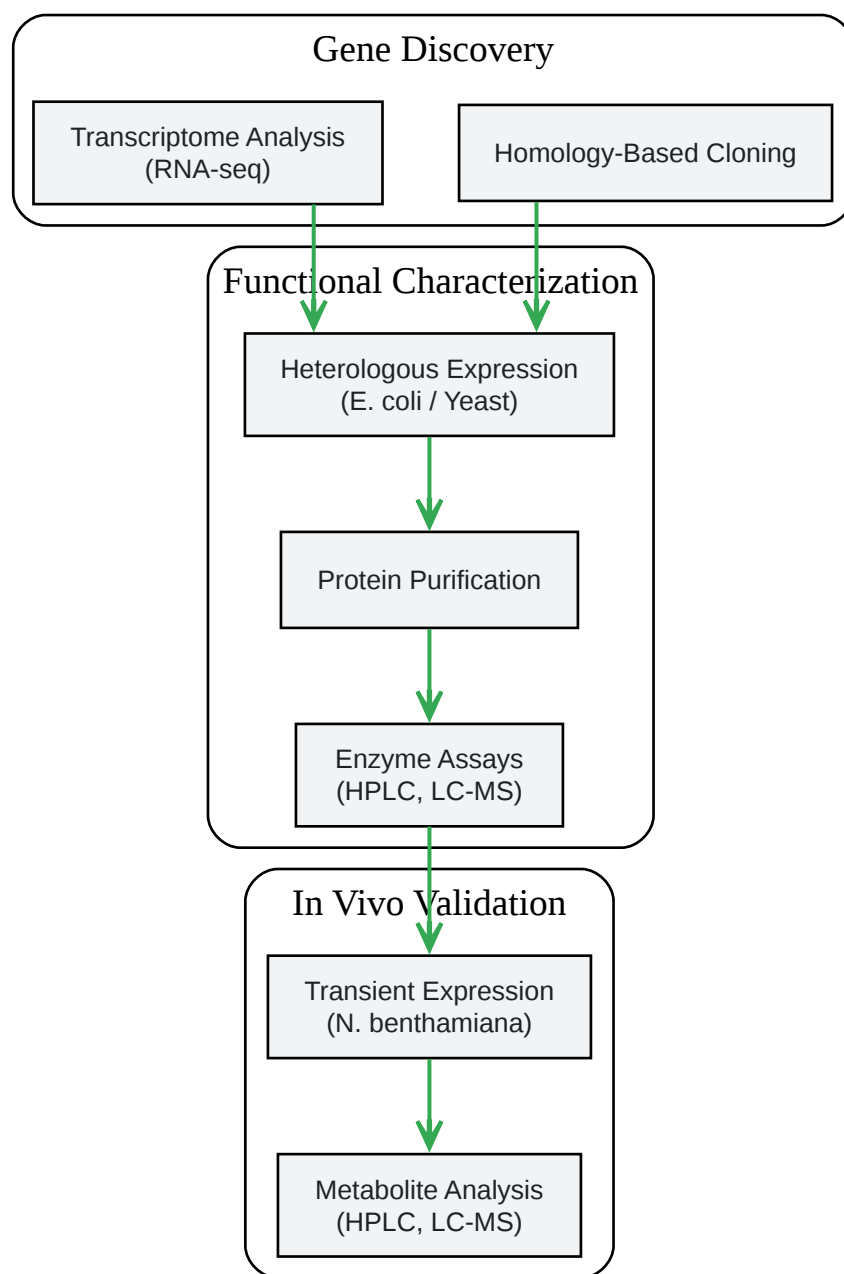 Gene Discovery
Transcriptome Analysis
(RNA-seq)
Homology-Based Cloning
Functional Characterization
Heterologous Expression
(E. coli / Yeast)
Protein Purification
Enzyme Assays
(HPLC, LC-MS)
In Vivo Validation
Transient Expression
(N. benthamiana)
Metabolite Analysis
(HPLC, LC-MS)